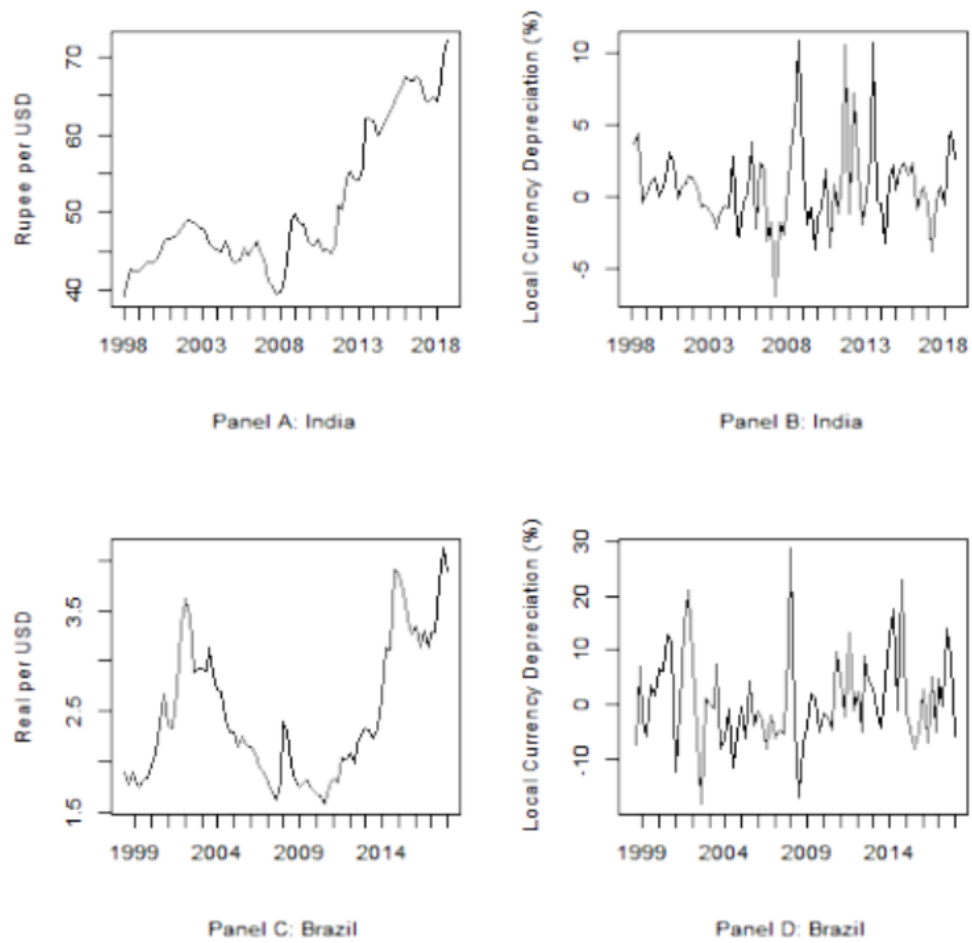 Rupee per USD
70
60
50
40
1998 2003 2008 2013 2018
Panel A: India
Local Currency Depreciation (%)
10
5
0
-5
1998 2003 2008 2013 2018
Panel B: India
Real per USD
3.5
2.5
1.5
1999 2004 2009 2014
Panel C: Brazil
Local Currency Depreciation (%)
30
20
10
0
-10
1999 2004 2009 2014
Panel D: Brazil